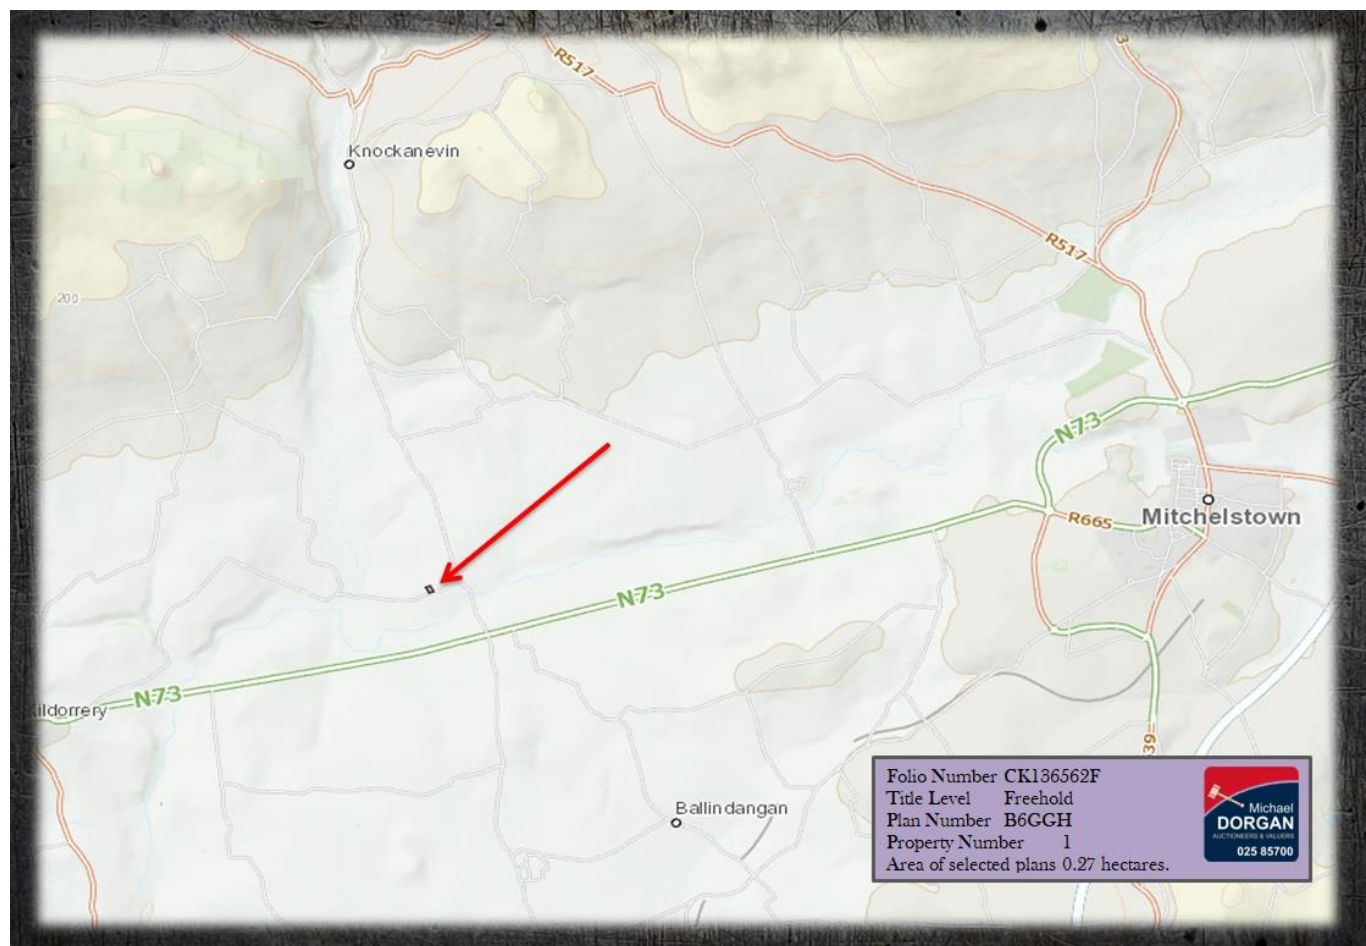 R517
Knockanevin
R517
200
N73
R665
Mitchelstown
N73
N73
ildorrery
39
Ballindangan
Folio Number CK136562F
Title Level Freehold
Plan Number B6GGH
Property Number 1
Area of selected plans 0.27 hectares.
Michael
DORGAN
AUCTIONEERS & VALUERS
025 85700